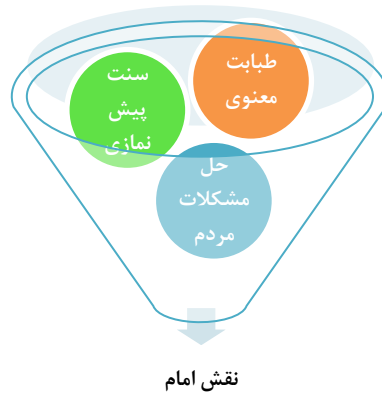 طبابت
معنوی
سنت
پیش
نمازی
حل
مشکلات
مردم
نقش امام